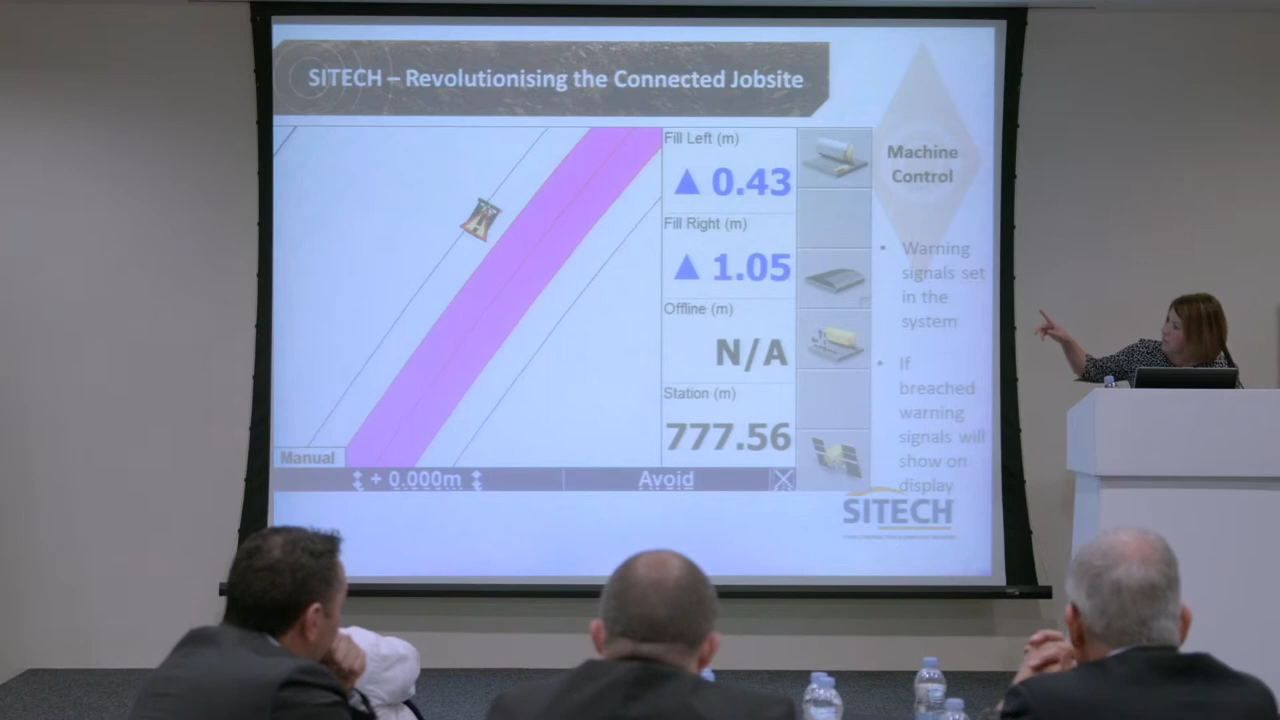 SITECH – Revolutionising the Connected Jobsite
Fill Left (m)
▲ 0.43
Fill Right (m)
▲ 1.05
Offline (m)
N/A
Station (m)
777.56
Manual
+ 0.000m
Avoid
Machine
Control
• Warning
signals set
in the
system
• If
breached
warning
signals will
show on
display
SITECH